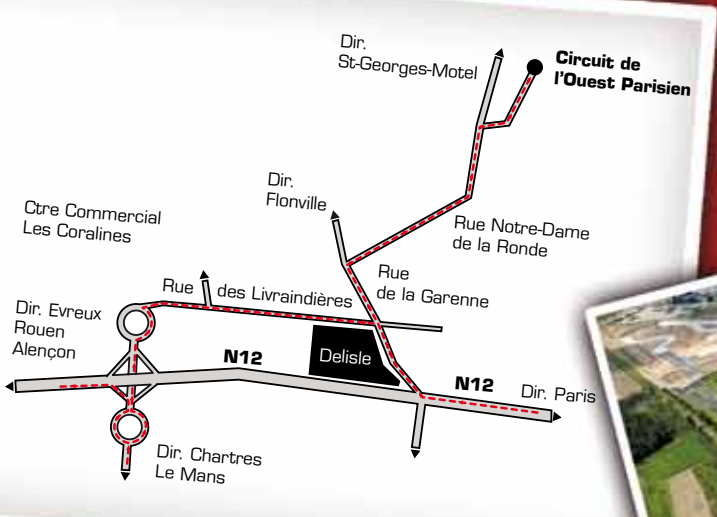 Dir.
St-Georges-Motel
Circuit de
l'Ouest Parisien
Dir.
Flonville
Ctre Commercial
Les Coralines
Rue Notre-Dame
de la Ronde
Rue
de la Garenne
Rue des Livraindières
Dir. Evreux
Rouen
Alençon
N12
Delisle
N12
Dir. Paris
Dir. Chartres
Le Mans